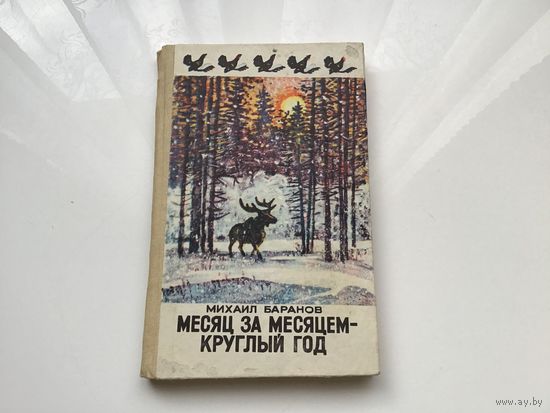 МИХАИЛ БАРАНОВ
МЕСЯЦ ЗА МЕСЯЦЕМ-
КРУГЛЫЙ ГОД
www.ay.by